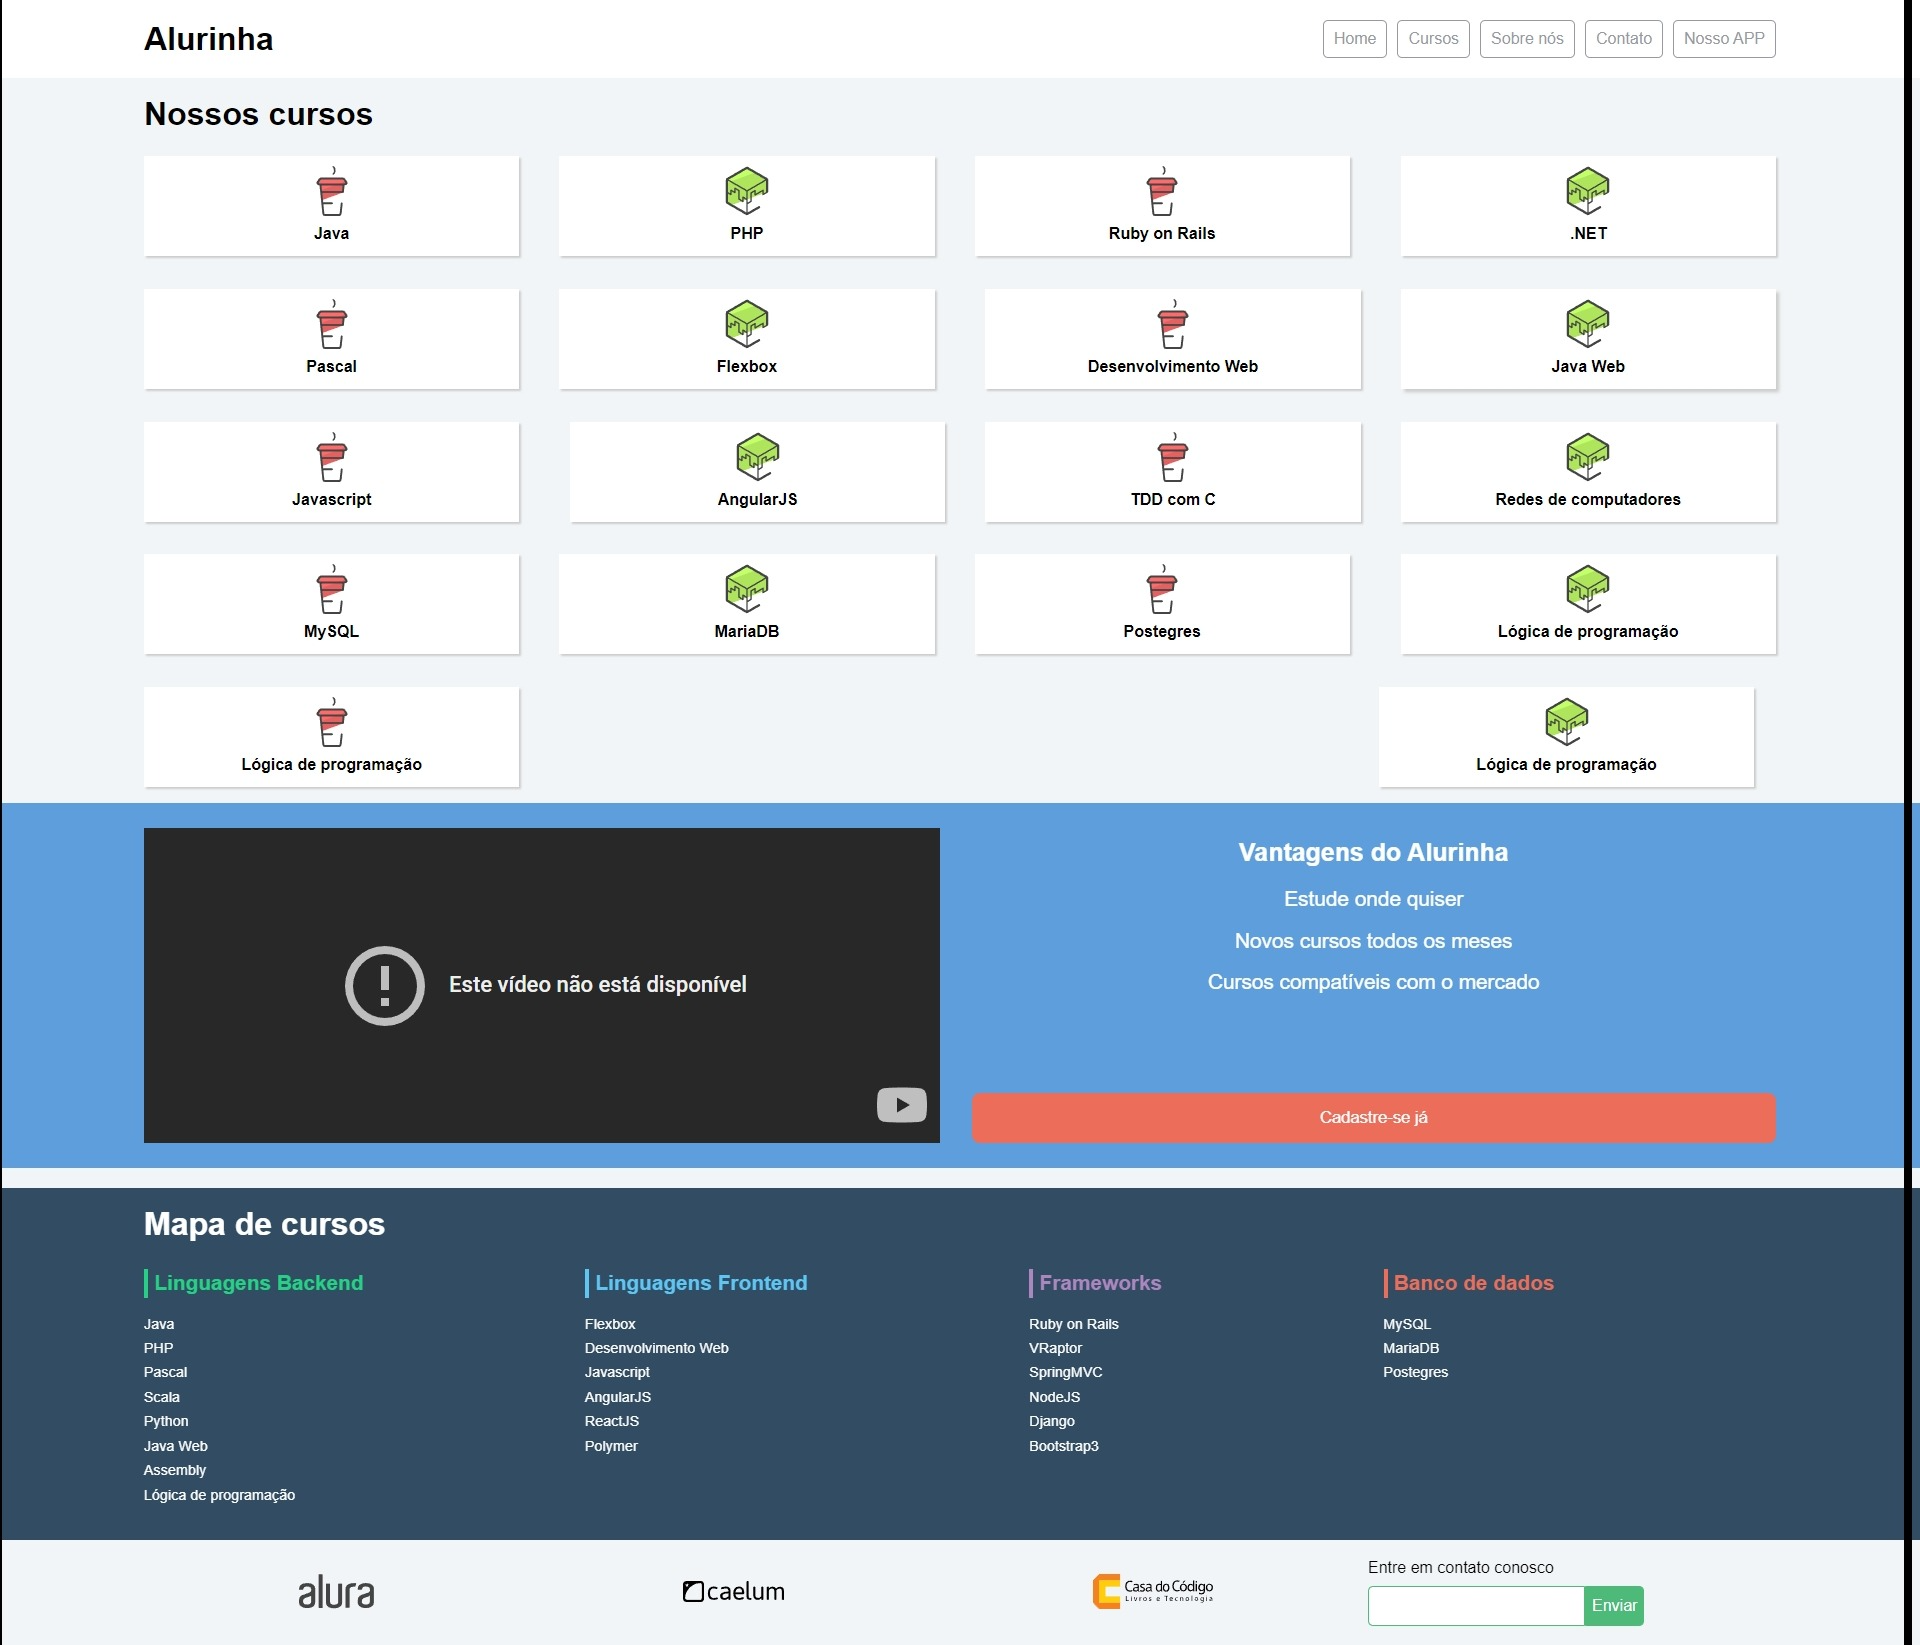 Alurinha
Home Cursos Sobre nós Contato Nosso APP
Nossos cursos
Java PHP Ruby on Rails .NET
Pascal Flexbox Desenvolvimento Web Java Web
Javascript AngularJS TDD com C Redes de computadores
MySQL MariaDB Postegres Lógica de programação
Lógica de programação Lógica de programação
Este vídeo não está disponível
Vantagens do Alurinha
Estude onde quiser
Novos cursos todos os meses
Cursos compatíveis com o mercado
Cadastre-se já
Mapa de cursos
Linguagens Backend
Java
PHP
Pascal
Scala
Python
Java Web
Assembly
Lógica de programação
Linguagens Frontend
Flexbox
Desenvolvimento Web
Javascript
AngularJS
ReactJS
Polymer
Frameworks
Ruby on Rails
VRaptor
SpringMVC
NodeJS
Django
Bootstrap3
Banco de dados
MySQL
MariaDB
Postegres
alura
caelum
Casa do Código
Livros e Tecnologia
Entre em contato conosco
Enviar